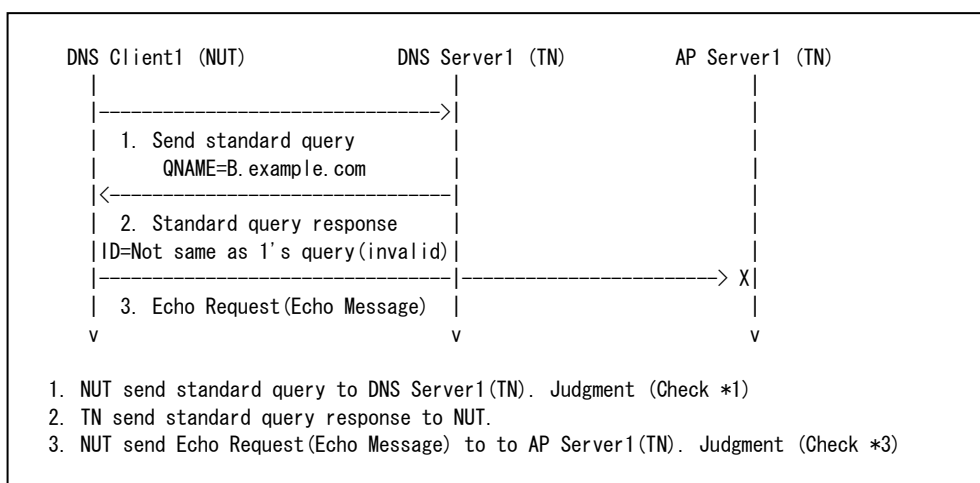 DNS Client1 (NUT) DNS Server1 (TN) AP Server1 (TN)
1. Send standard query
QNAME=B.example.com
2. Standard query response
ID=Not same as 1's query(invalid)
X
3. Echo Request(Echo Message)
v v v
1. NUT send standard query to DNS Server1(TN). Judgment (Check *1)
2. TN send standard query response to NUT.
3. NUT send Echo Request(Echo Message) to to AP Server1(TN). Judgment (Check *3)